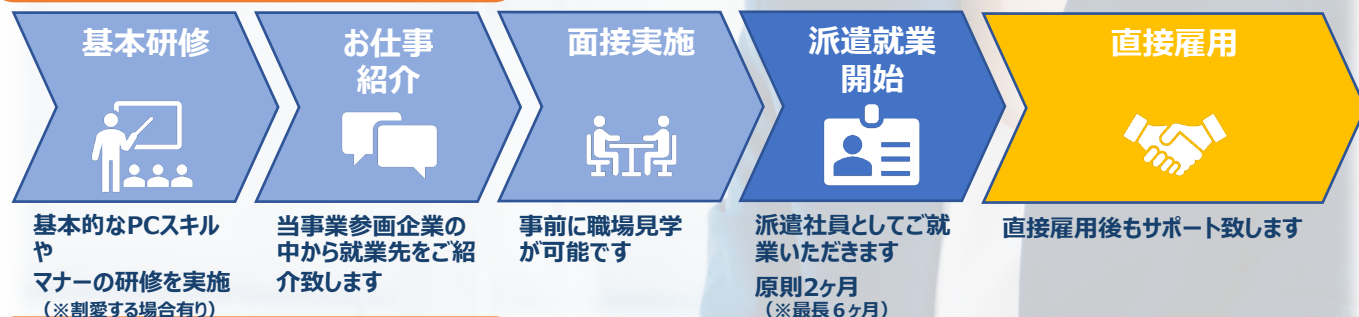 基本研修
基本的なPCスキル
や
マナーの研修を実施
(※割愛する場合有り)
お仕事
紹介
当事業参画企業の
中から就業先をご紹
介致します
面接実施
事前に職場見学
が可能です
派遣就業
開始
派遣社員としてご就
業いただきます
原則2ヶ月
(※最長6ヶ月)
直接雇用
直接雇用後もサポート致します